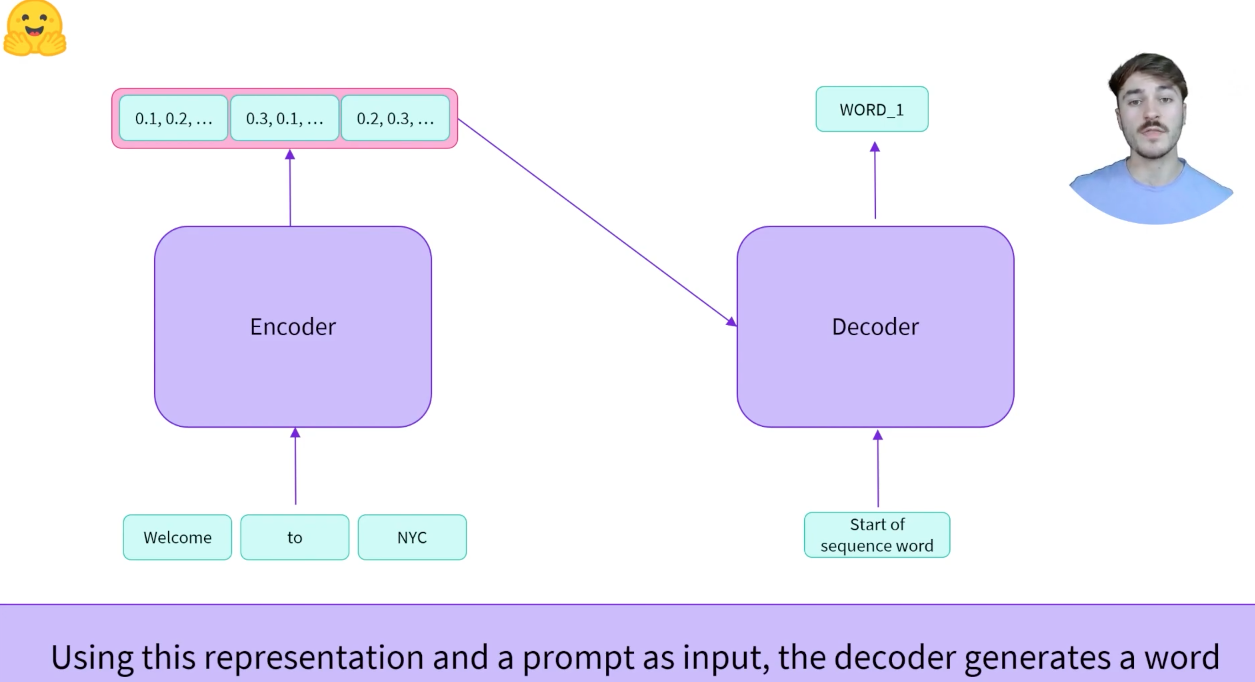 0.1, 0.2, …
0.3, 0.1, …
0.2, 0.3, …
WORD_1
Encoder
Decoder
Welcome
to
NYC
Start of
sequence word
Using this representation and a prompt as input, the decoder generates a word